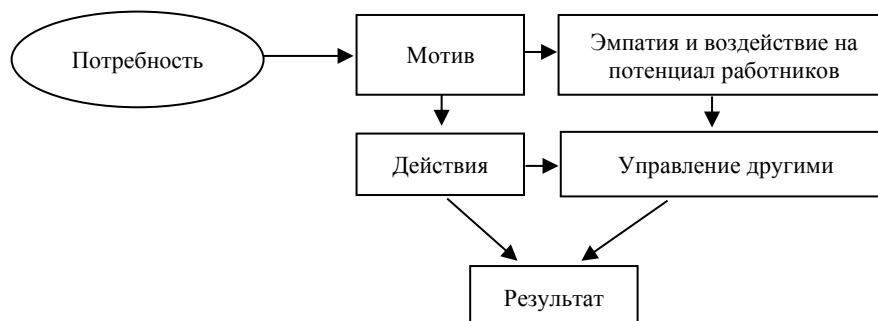 Потребность
Мотив
Эмпатия и воздействие на
потенциал работников
Действия
Управление другими
Результат